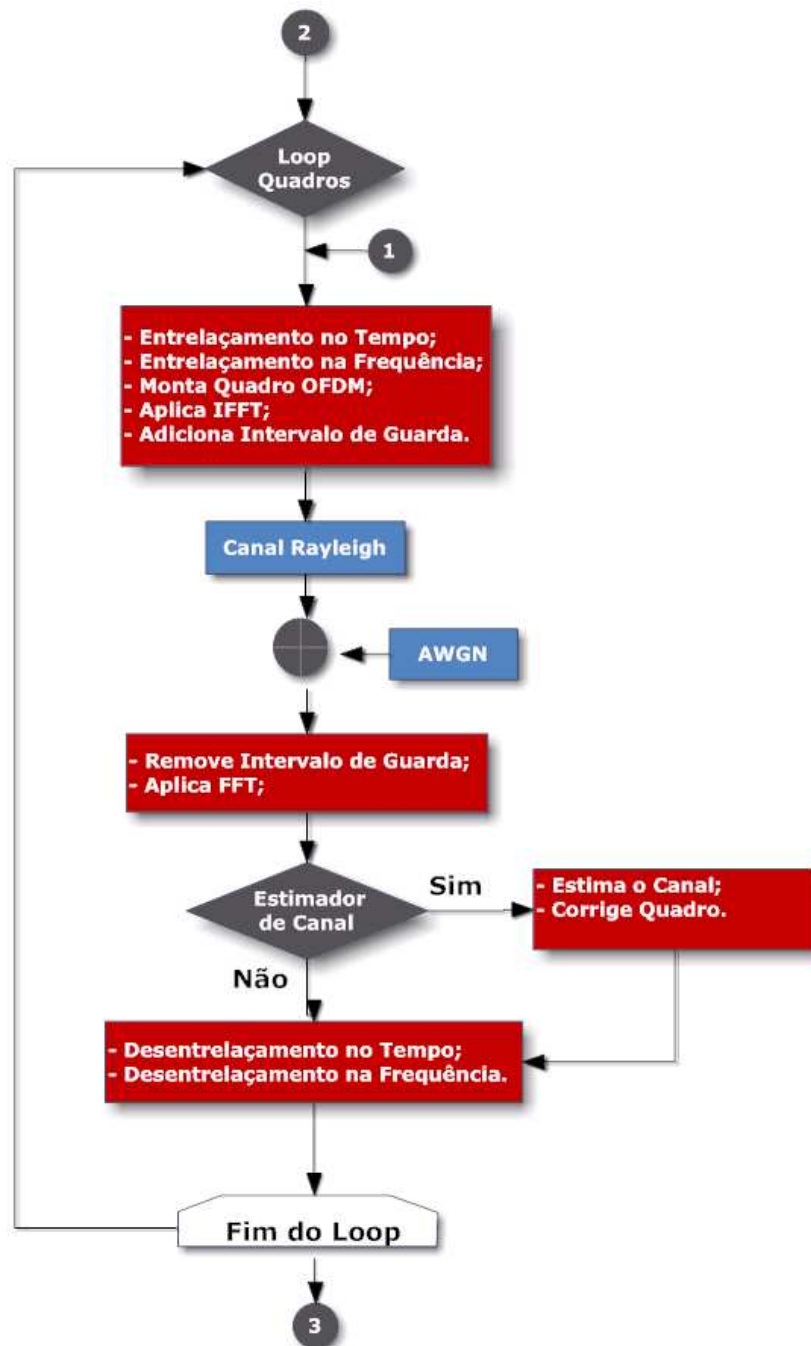 2
Loop
Quadros
1
- Entrelaçamento no Tempo;
- Entrelaçamento na Frequência;
- Monta Quadro OFDM;
- Aplica IFFT;
- Adiciona Intervalo de Guarda.
Canal Rayleigh
AWGN
- Remove Intervalo de Guarda;
- Aplica FFT;
Estimador
de Canal
Sim
- Estima o Canal;
- Corrige Quadro.
Não
- Desentrelaçamento no Tempo;
- Desentrelaçamento na Frequência.
Fim do Loop
3